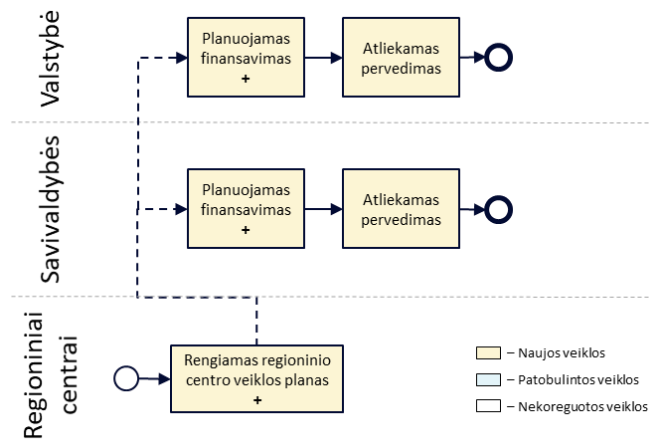 Valstybė
Planuojamas
finansavimas
+
Atliekamas
pervedimas
Savivaldybės
Planuojamas
finansavimas
+
Atliekamas
pervedimas
Regioniniai
centrai
Rengiamas regioninio
centro veiklos planas
+
– Naujos veiklos
– Patobulintos veiklos
– Nekoreguotos veiklos